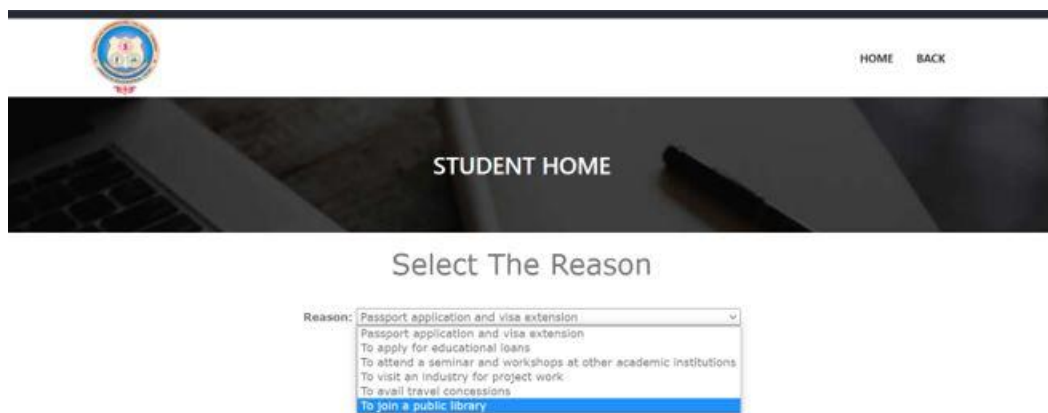 HOME BACK
STUDENT HOME
Select The Reason
Reason: Passport application and visa extension
Passport application and visa extension
To apply for educational loans
To attend a seminar and workshops at other academic institutions
To visit an industry for project work
To avail travel concessions
To join a public library